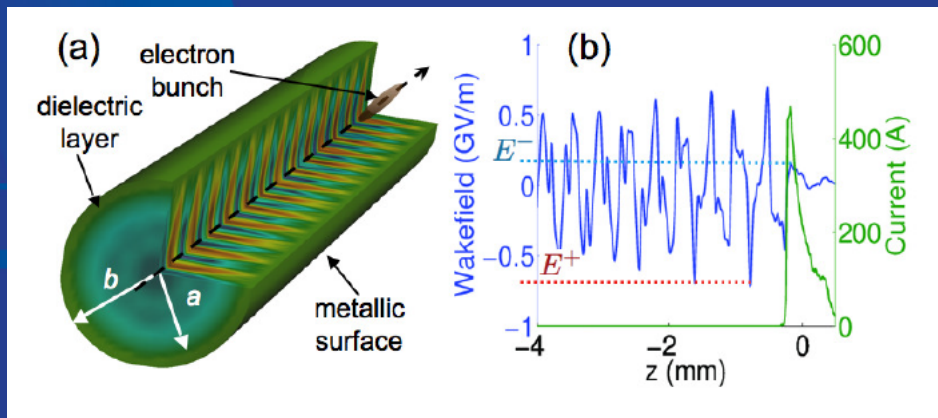 (a)
electron
bunch
dielectric
layer
b
a
metallic
surface
(b)
1
0.5
0
−0.5
−1
Wakefield (GV/m)
E−
E+
600
400
200
0
Current (A)
−4
−2
0
z (mm)